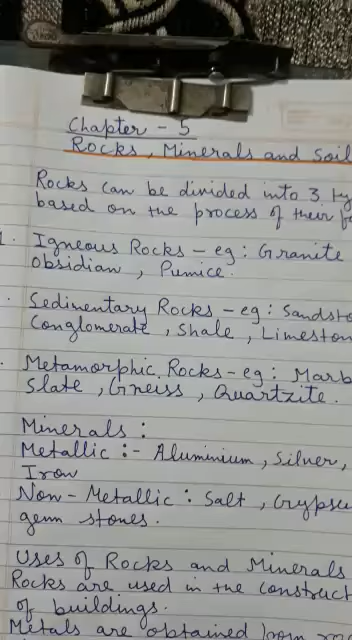 Chapter - 5
Rocks, Minerals and Soil
Rocks can be divided into 3
based on the process of their
1. Igneous Rocks - eg: Granite
Obsidian, Pumice.
Sedimentary Rocks - eg: Sandsto
Conglomerate, Shale, Limeston
Metamorphic Rocks - eg: Marb
Slate, Gneiss, Quartzite.
Minerals:
Metallic :- Aluminium, Silver,
Iron
Non-Metallic: Salt, Gypsu
gem stones.
Uses of Rocks and Minerals
Rocks are used in the construct
of buildings.
Metals are obtained from